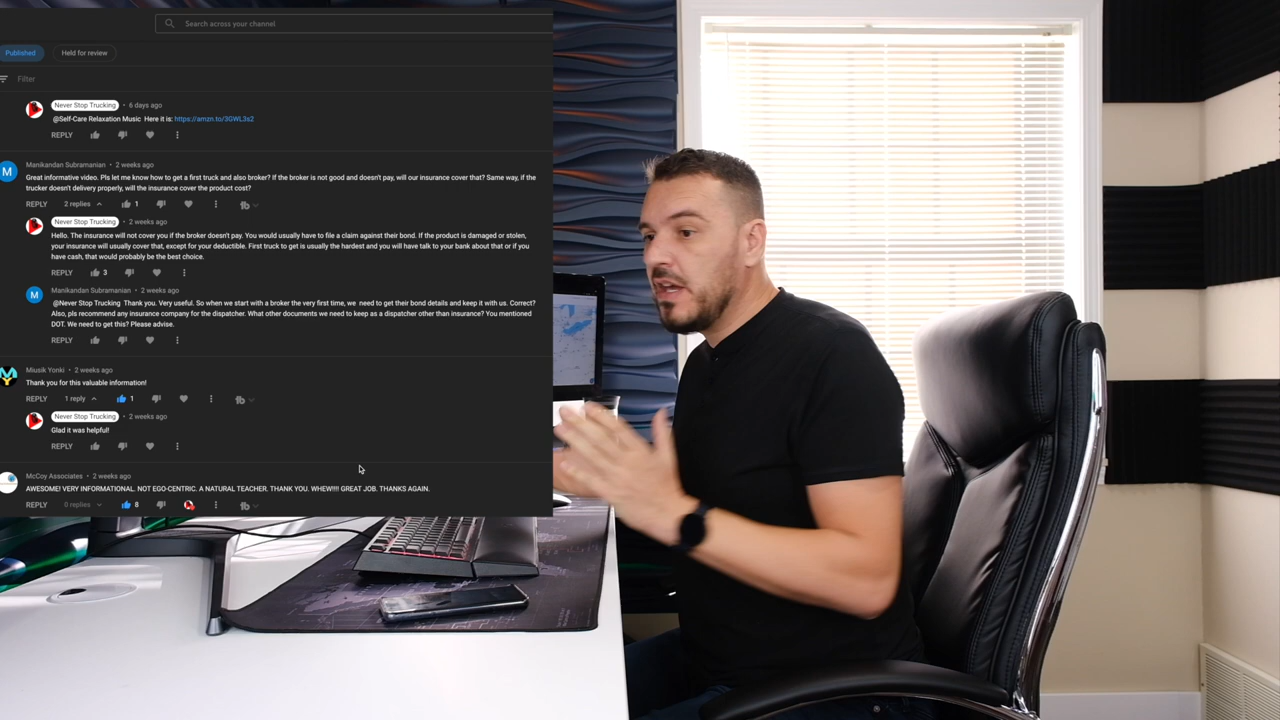 Search across your channel
Published Held for review
Filter
Never Stop Trucking • 6 days ago
@Self-Care Relaxation Music Here it is: https://amzn.to/3GWL3s2
REPLY
M
Manikandan Subramanian • 2 weeks ago
Great informative video. Pls let me know how to get a first truck and also broker? If the broker or shipper doesn't pay, will our insurance cover that? Same way, if the
trucker doesn't delivery properly, will the insurance cover the product cost?
REPLY 2 replies 1
Never Stop Trucking • 2 weeks ago
Hello. The insurance will not cover you if the broker doesn't pay. You would usually have to go against their bond. If the product is damaged or stolen
your insurance will usually cover that, except for your deductible. First truck to get is usually the hardest and you will have talk to your bank about that or if you
have cash, that would probably be the best choice.
REPLY 3
M
Manikandan Subramanian • 2 weeks ago
@Never Stop Trucking Thank you. Very useful. So when we start with a broker the very first time, we need to get their bond details and keep it with us. Correct?
Also, pls recommend any insurance company for the dispatcher. What other documents we need to keep as a dispatcher other than insurance? You mentioned
DOT. We need to get this? Please advise.
REPLY
Miusik Yonki • 2 weeks ago
Thank you for this valuable information!
REPLY 1 reply 1
Never Stop Trucking • 2 weeks ago
Glad it was helpful!
REPLY
McCoy Associates • 2 weeks ago
AWESOME! VERY INFORMATIONAL. NOT EGO-CENTRIC. A NATURAL TEACHER. THANK YOU. WHEW!!!! GREAT JOB. THANKS AGAIN.
REPLY 0 replies 8